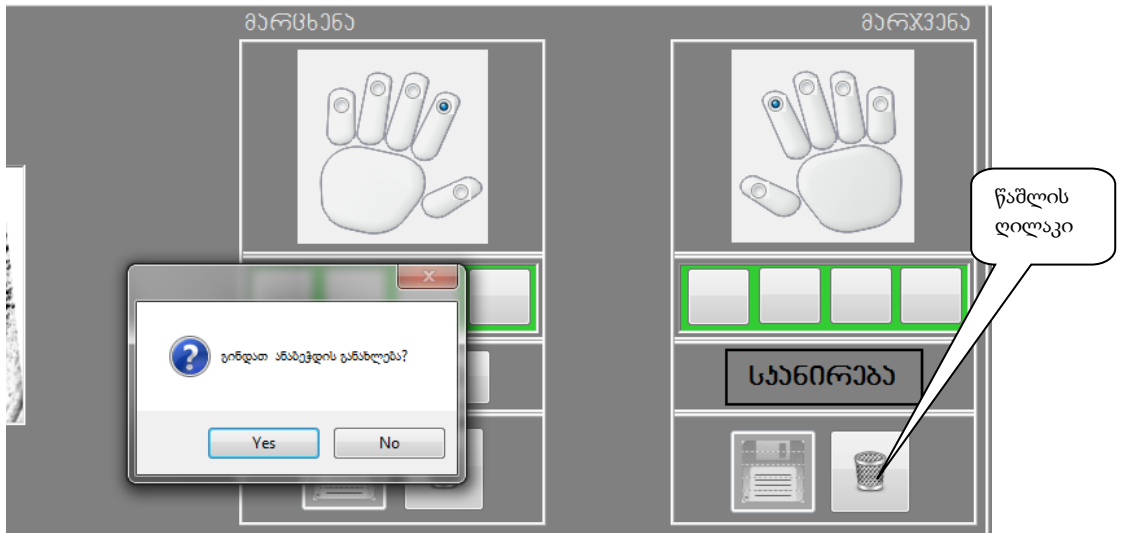 მარცხენა
მარჯვენა
წაშლის
ღილაკი
X
გინდათ ანაბეჭდის განახლება?
სკანირება
Yes
No